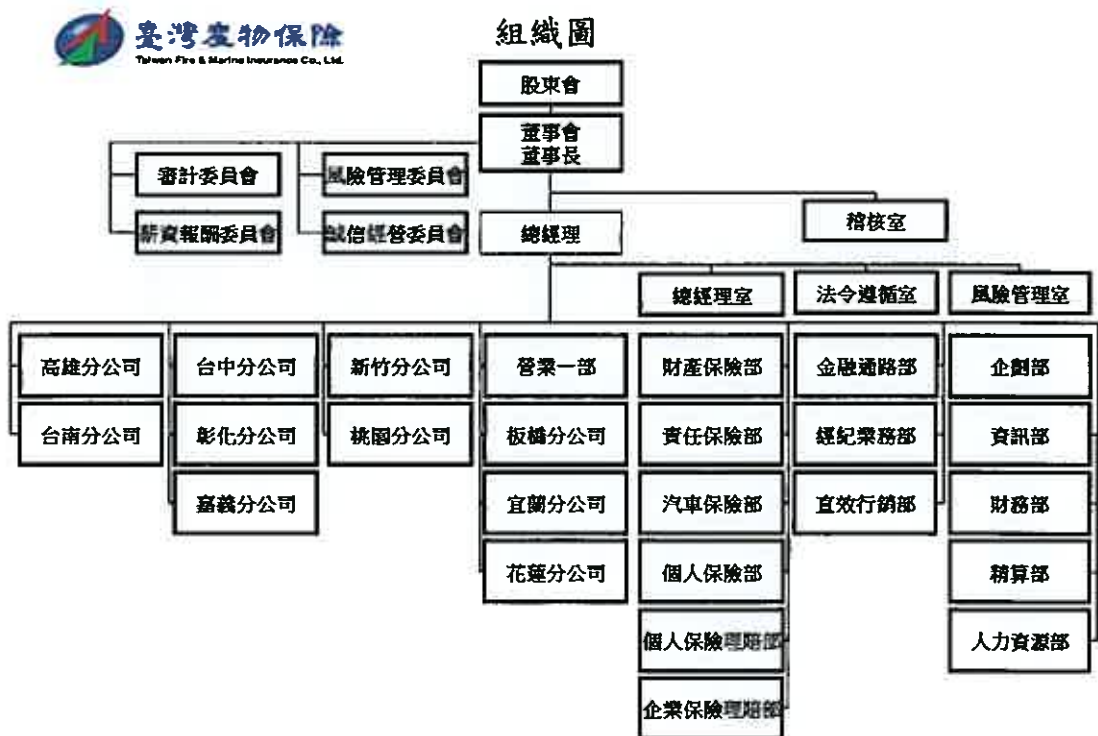 臺灣產物保險
Taiwan Fire & Marine Insurance Co., Ltd.
組織圖
股東會
董事會
董事長
審計委員會
風險管理委員會
薪資報酬委員會
誠信經營委員會
總經理
稽核室
總經理室
法令遵循室
風險管理室
高雄分公司
台中分公司
新竹分公司
營業一部
財產保險部
金融通路部
企劃部
台南分公司
彰化分公司
桃園分公司
板橋分公司
責任保險部
經紀業務部
資訊部
嘉義分公司
宜蘭分公司
汽車保險部
直效行銷部
財務部
花蓮分公司
個人保險部
精算部
個人保險理賠部
人力資源部
企業保險理賠部